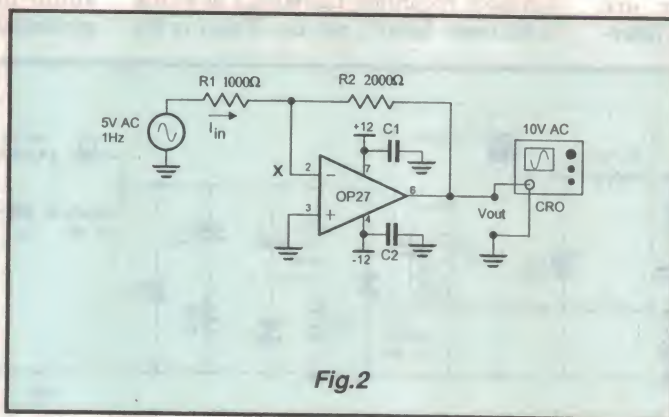 R1 1000Ω
R2 2000Ω
5V AC
1Hz
I in
+12
C1
10V AC
X
2
7
OP27
6
3
4
Vout
CRO
-12
C2
Fig.2